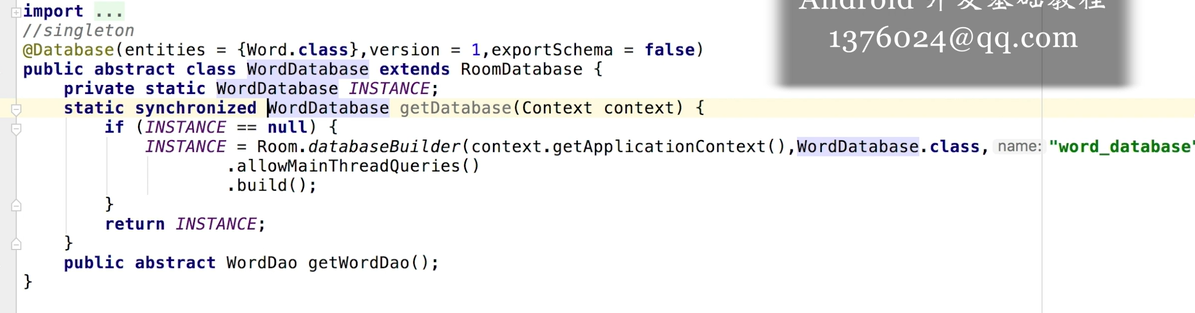 import ...
//singleton
@Database(entities = {Word.class},version = 1,exportSchema = false)
public abstract class WordDatabase extends RoomDatabase {
    private static WordDatabase INSTANCE;
    static synchronized WordDatabase getDatabase(Context context) {
        if (INSTANCE == null) {
            INSTANCE = Room.databaseBuilder(context.getApplicationContext(),WordDatabase.class, name: "word_database"
                    .allowMainThreadQueries()
                    .build();
        }
        return INSTANCE;
    }
    public abstract WordDao getWordDao();
}
Android 开发基础教程
1376024@qq.com